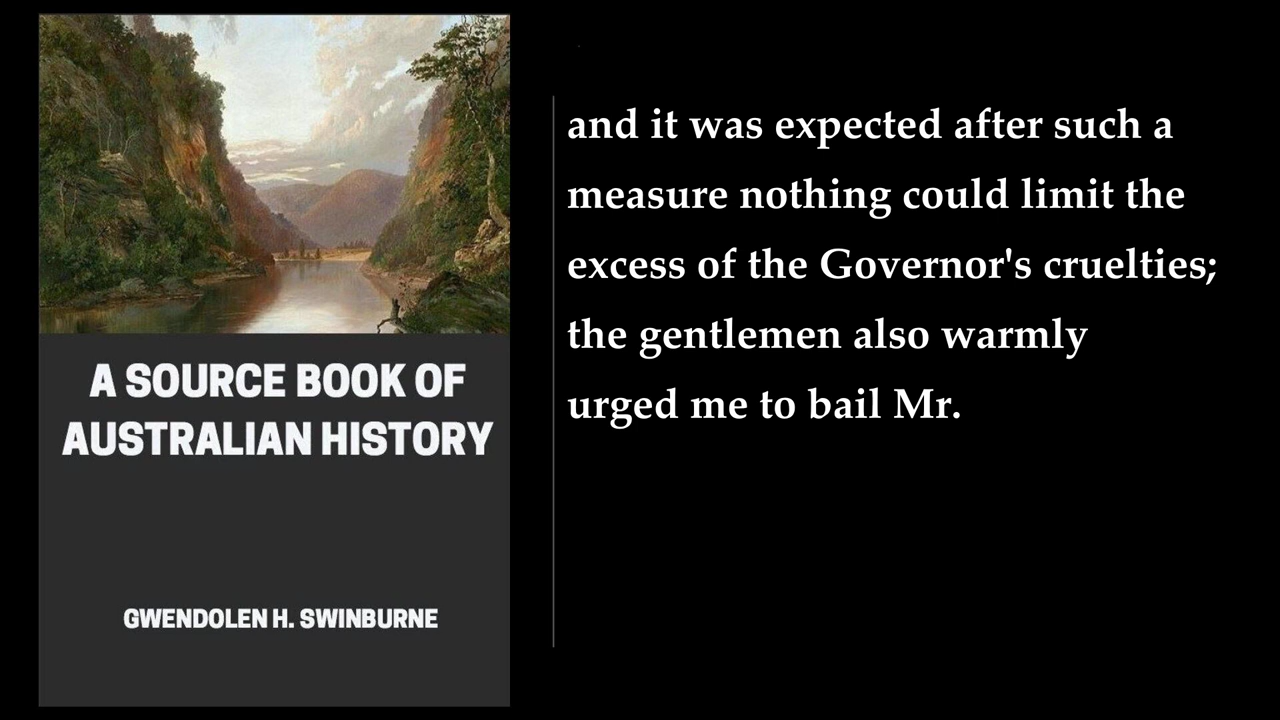 A SOURCE BOOK OF
AUSTRALIAN HISTORY
GWENDOLEN H. SWINBURNE
and it was expected after such a
measure nothing could limit the
excess of the Governor's cruelties;
the gentlemen also warmly
urged me to bail Mr.